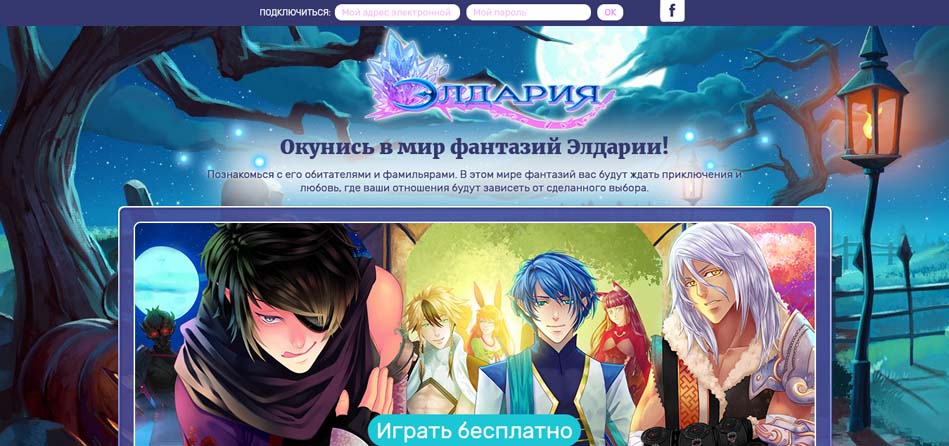 ПОДКЛЮЧИТЬСЯ: Мой адрес электронной Мой пароль OK f
Элдария
Окунись в мир фантазий Элдарии!
Познакомься с его обитателями и фамильярами. В этом мире фантазий вас будут ждать приключения и
любовь, где ваши отношения будут зависеть от сделанного выбора.
Играть бесплатно